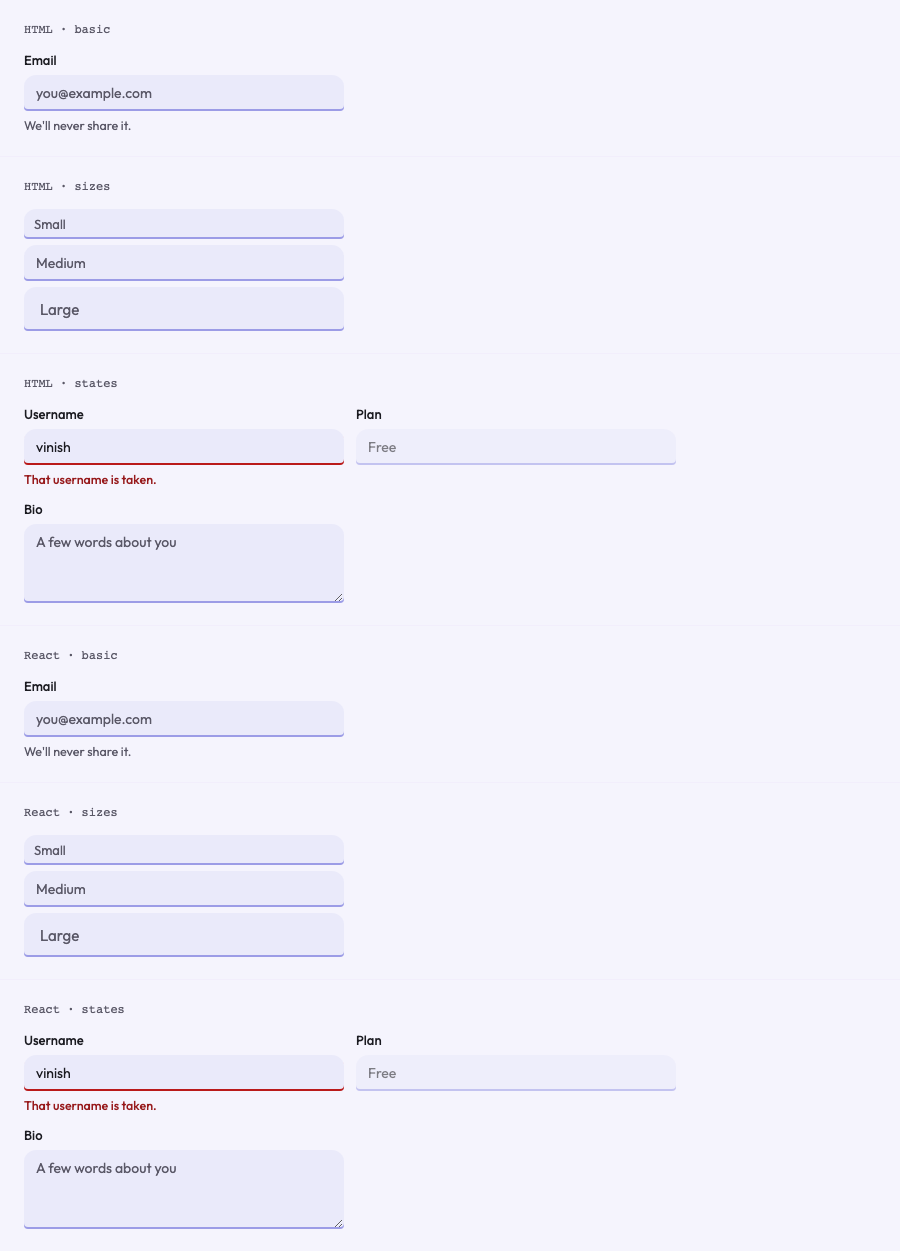 HTML · basic
Email
you@example.com
We'll never share it.
HTML · sizes
Small
Medium
Large
HTML · states
Username
vinish
That username is taken.
Plan
Free
Bio
A few words about you
React · basic
Email
you@example.com
We'll never share it.
React · sizes
Small
Medium
Large
React · states
Username
vinish
That username is taken.
Plan
Free
Bio
A few words about you